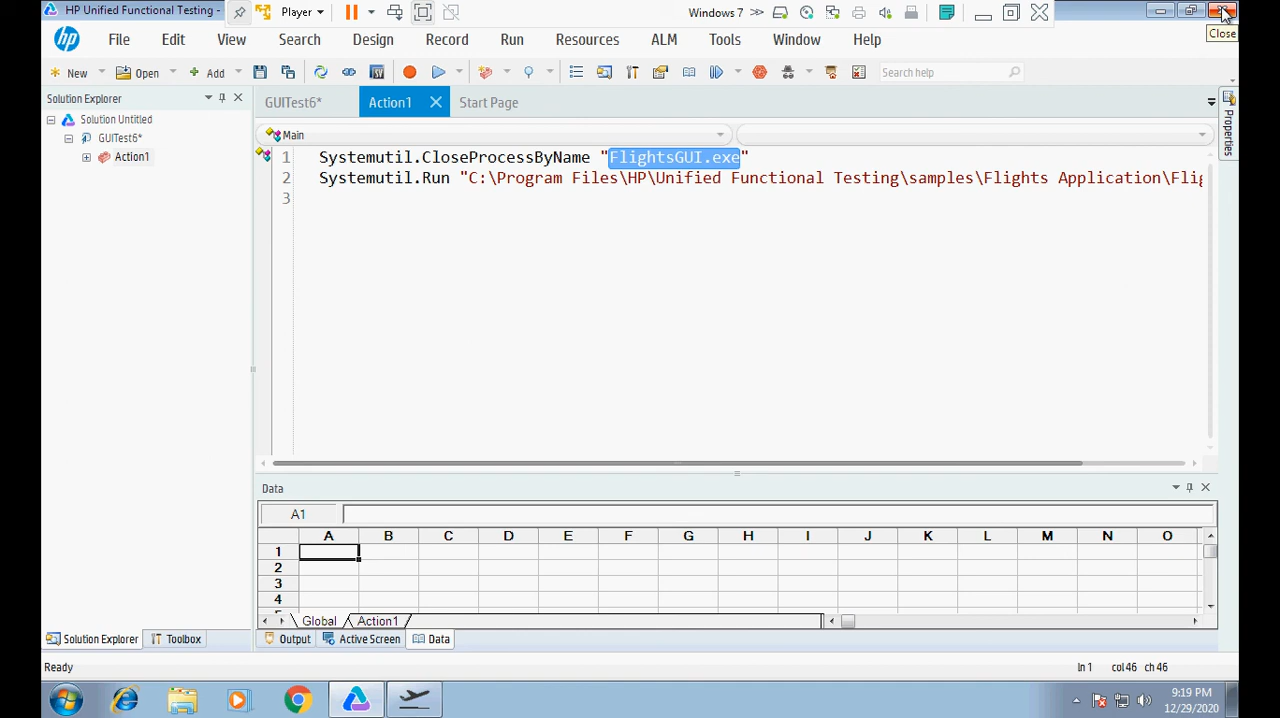 HP Unified Functional Testing -
Player
Windows 7
Close
hp
File Edit View Search Design Record Run Resources ALM Tools Window Help
New Open Add Search help
Solution Explorer
GUITest6* Action1 Start Page
Properties
Solution Untitled
GUITest6*
Action1
Main
1 Systemutil.CloseProcessByName "FlightsGUI.exe"
2 Systemutil.Run "C:\Program Files\HP\Unified Functional Testing\samples\Flights Application\Flig
3
Data
A1
A B C D E F G H I J K L M N O
1
2
3
4
Global Action1
Solution Explorer Toolbox Output Active Screen Data
Ready ln 1 col 46 ch 46
9:19 PM
12/29/2020